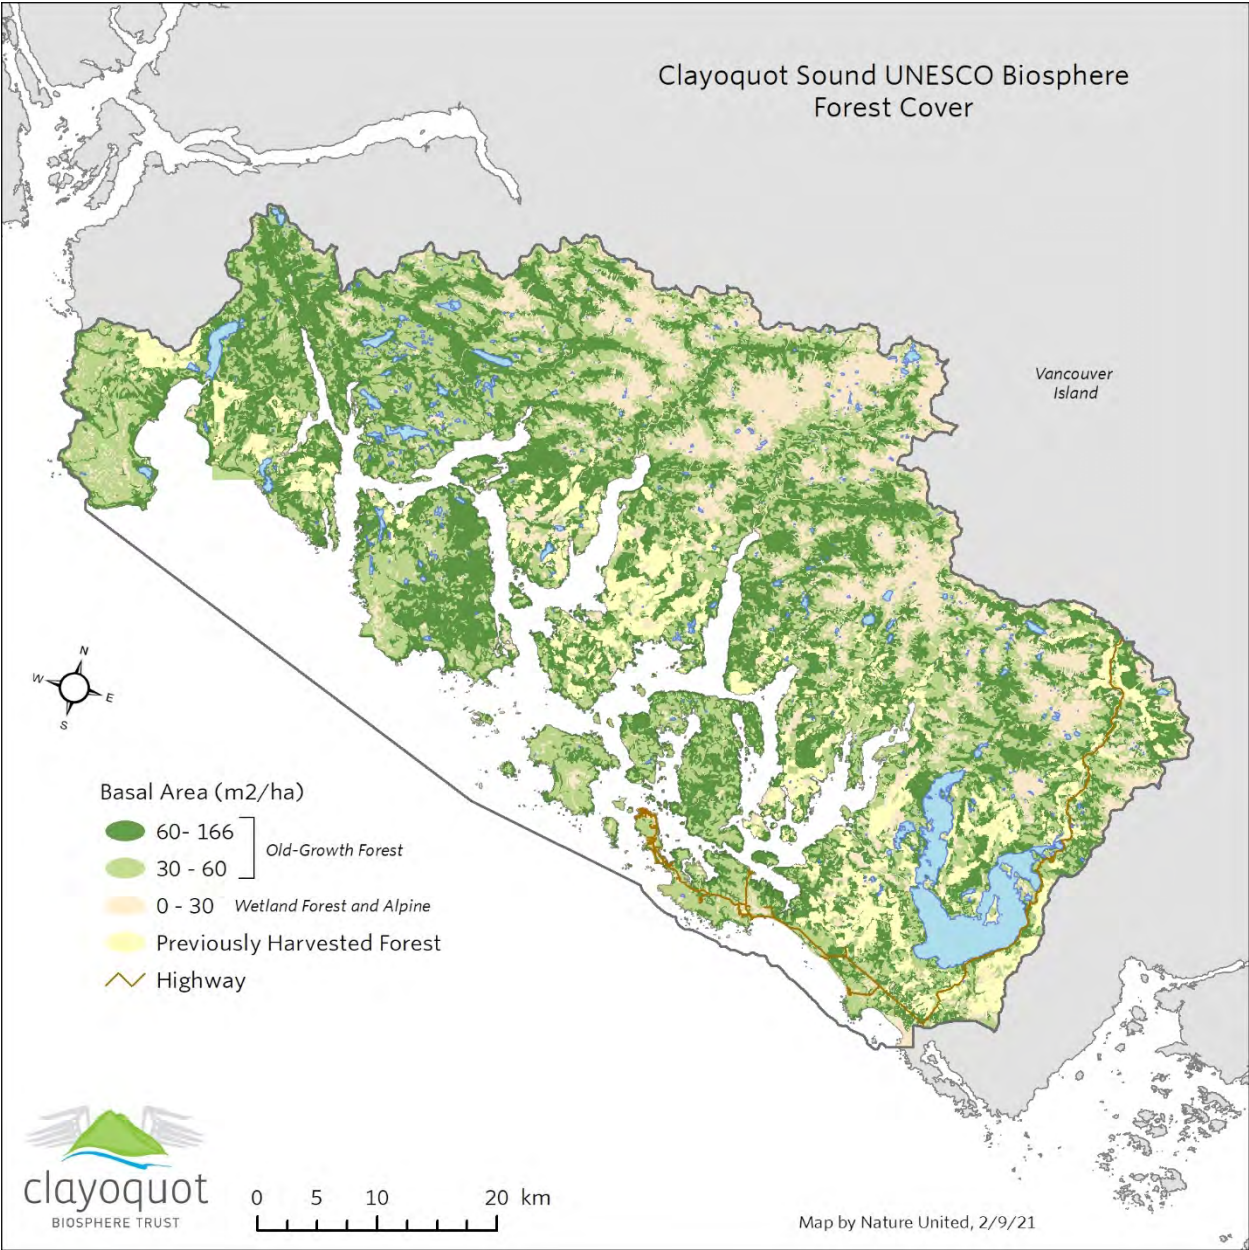 Clayoquot Sound UNESCO Biosphere
Forest Cover
Vancouver
Island
N
W
E
S
Basal Area (m2/ha)
60- 166
30 - 60
Old-Growth Forest
0 - 30 Wetland Forest and Alpine
Previously Harvested Forest
Highway
clayoquot
BIOSPHERE TRUST
0 5 10 20 km
Map by Nature United, 2/9/21